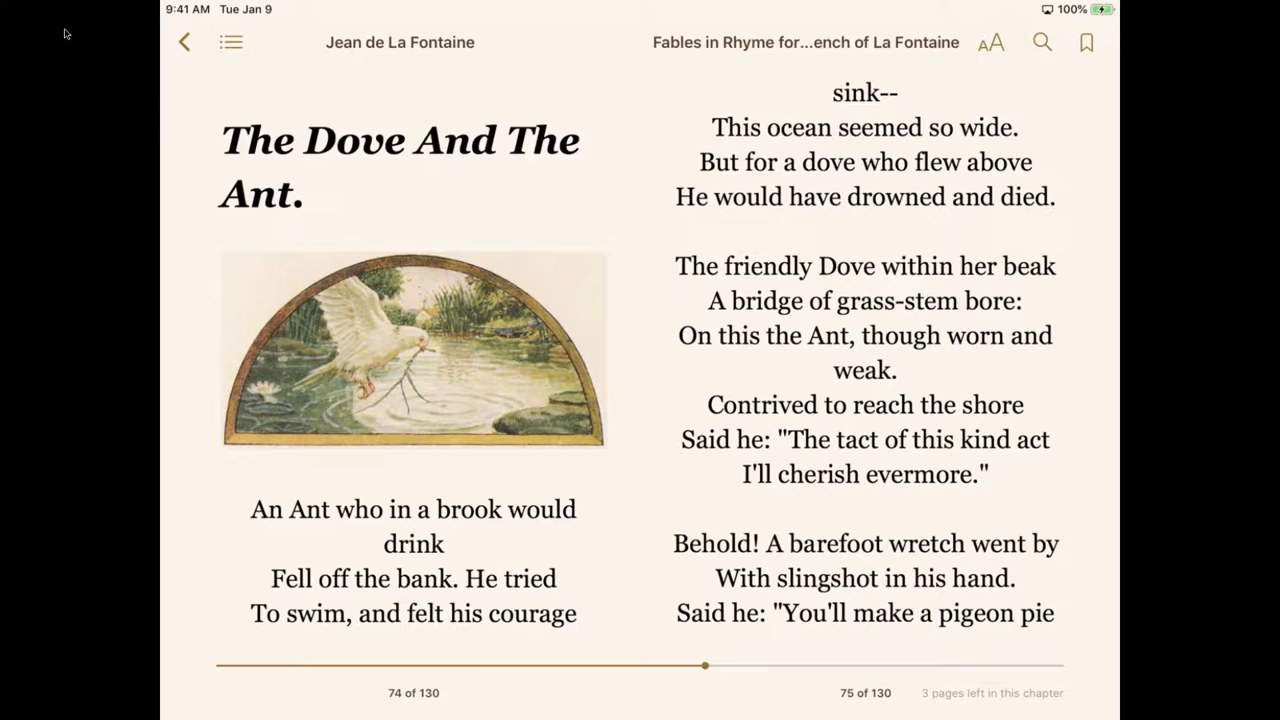 9:41 AM Tue Jan 9
100%
Jean de La Fontaine
Fables in Rhyme for...ench of La Fontaine
AA
The Dove And The
Ant.
An Ant who in a brook would
drink
Fell off the bank. He tried
To swim, and felt his courage
sink--
This ocean seemed so wide.
But for a dove who flew above
He would have drowned and died.
The friendly Dove within her beak
A bridge of grass-stem bore:
On this the Ant, though worn and
weak.
Contrived to reach the shore
Said he: "The tact of this kind act
I'll cherish evermore."
Behold! A barefoot wretch went by
With slingshot in his hand.
Said he: "You'll make a pigeon pie
74 of 130
75 of 130
3 pages left in this chapter